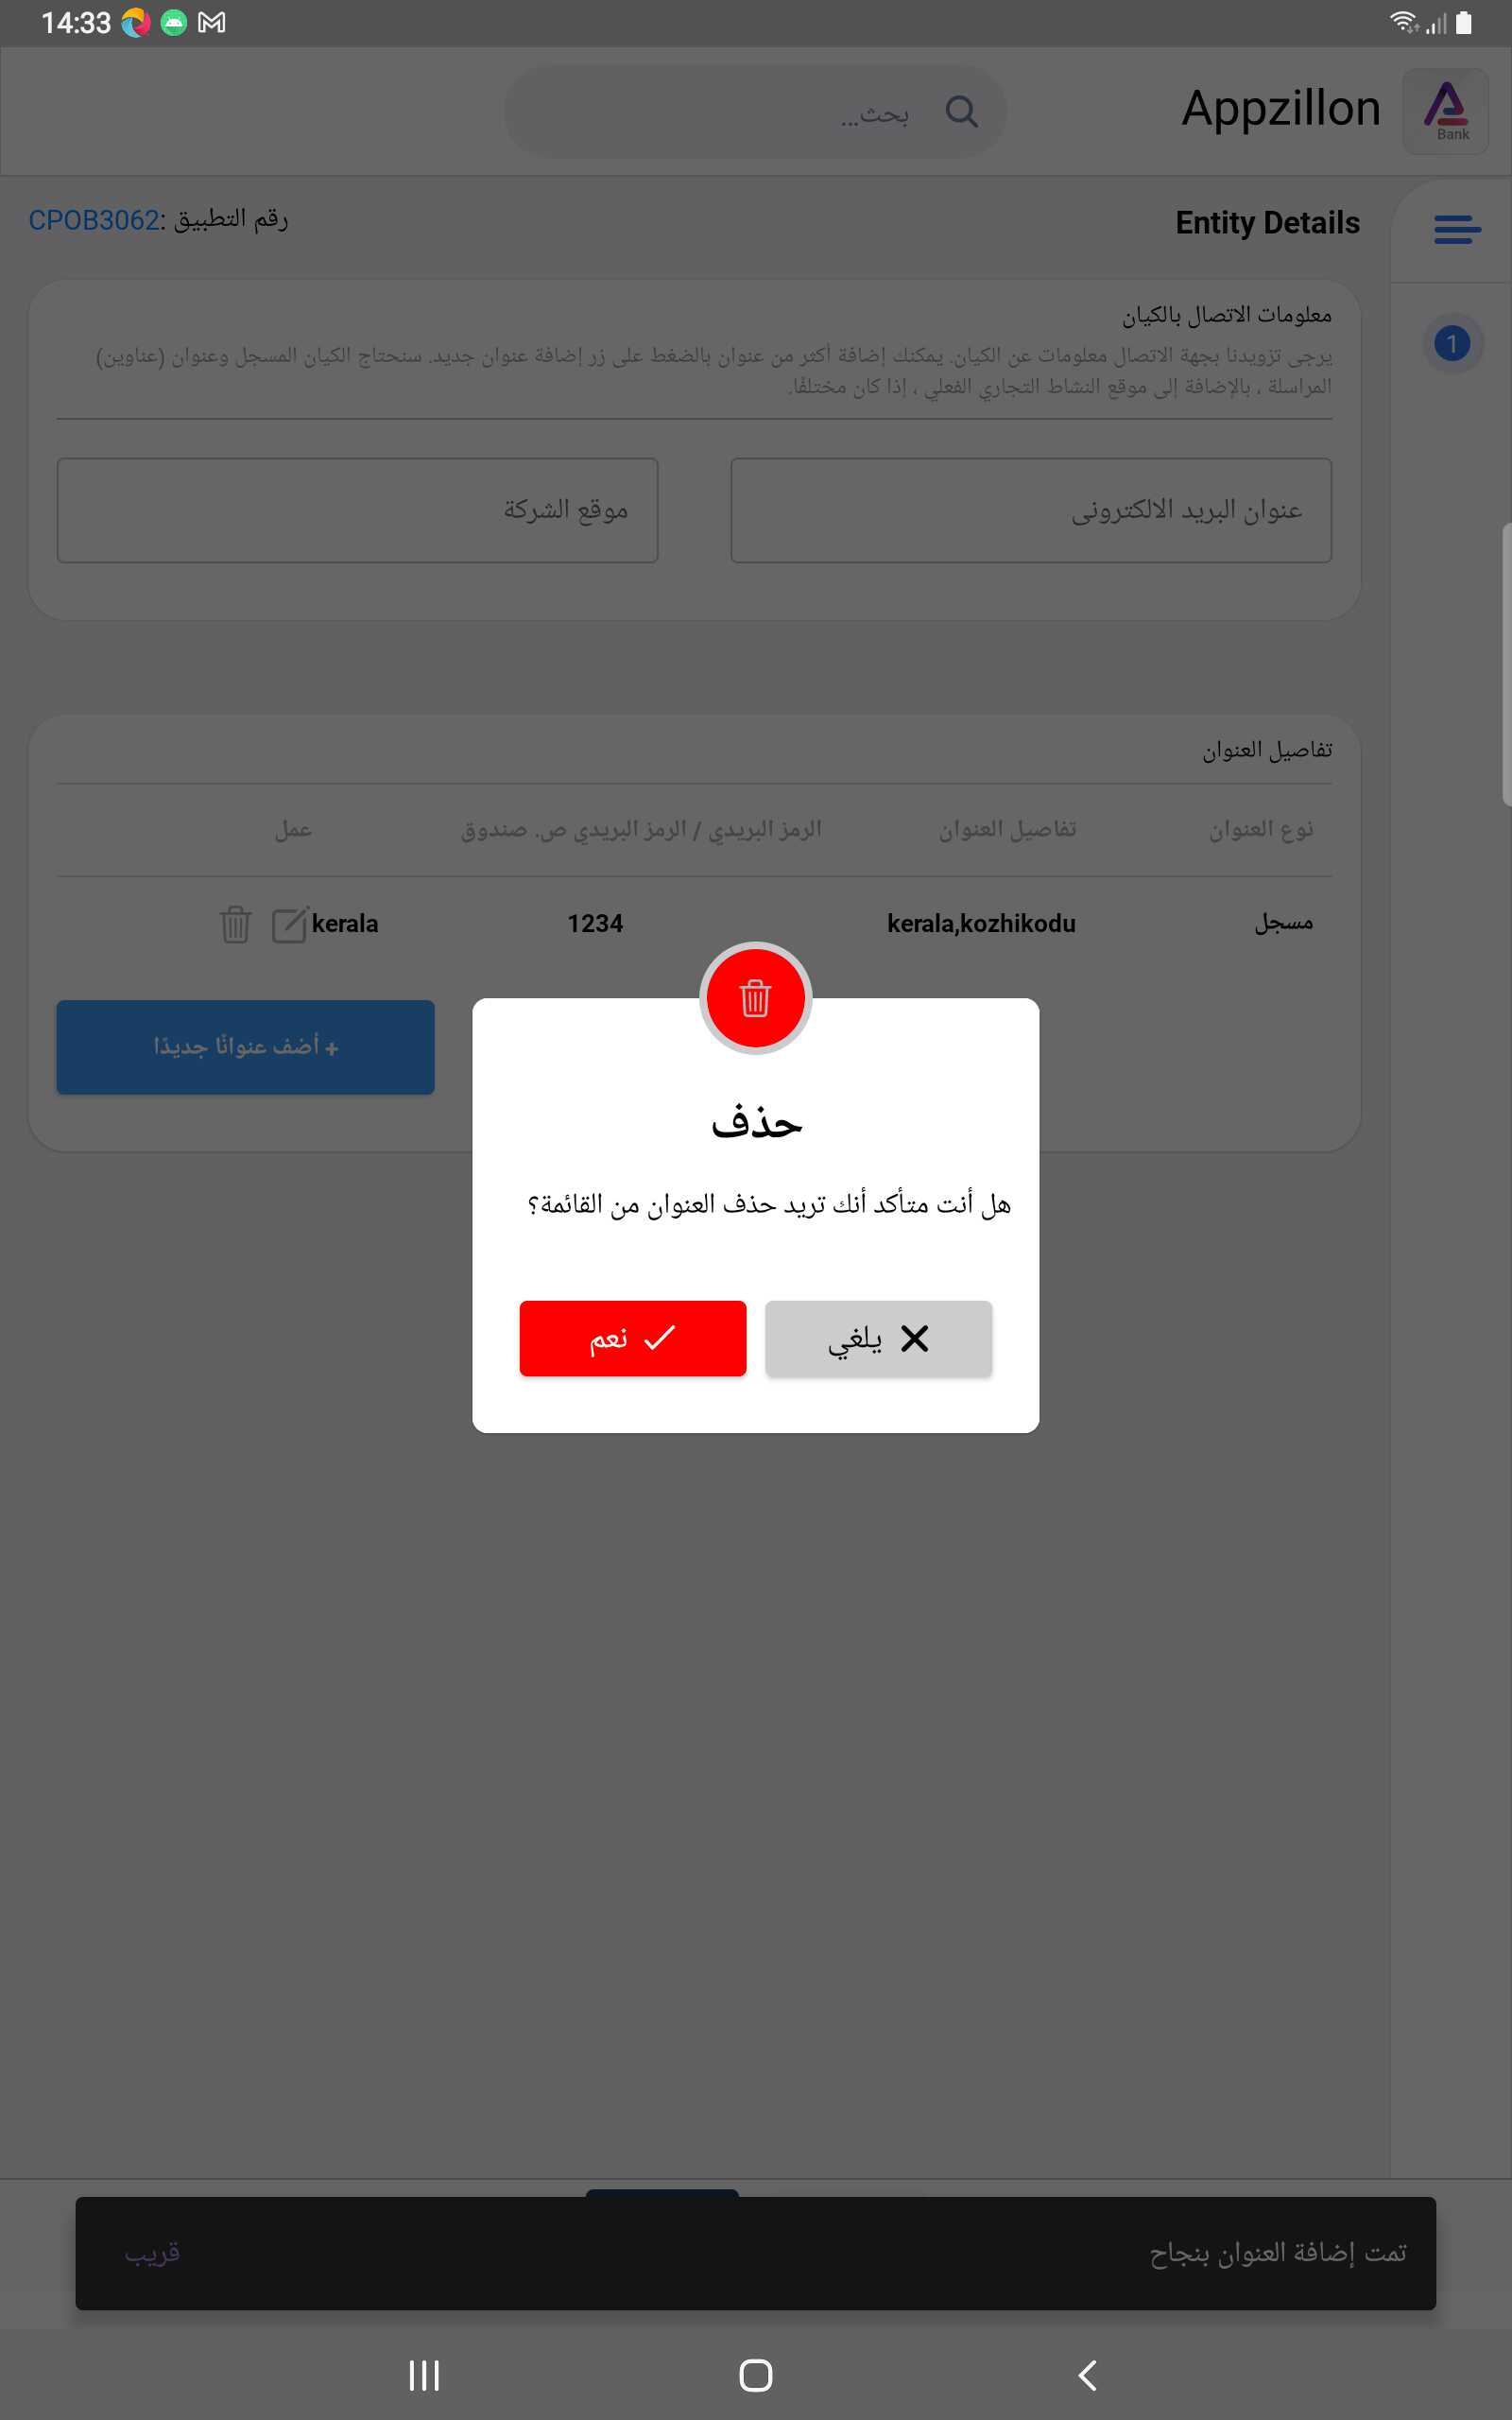 14:33
Appzillon
Bank
بحث...
Entity Details
رقم التطبيق :CPOB3062
1
معلومات الاتصال بالكيان
يرجى تزويدنا بجهة الاتصال معلومات عن الكيان. يمكنك إضافة أكثر من عنوان بالضغط على زر إضافة عنوان جديد. سنحتاج الكيان المسجل وعنوان (عناوين)
المراسلة ، بالإضافة إلى موقع النشاط التجاري الفعلي ، إذا كان مختلفًا.
عنوان البريد الالكترونى
موقع الشركة
تفاصيل العنوان
نوع العنوان
تفاصيل العنوان
الرمز البريدي / الرمز البريدي ص. صندوق
عمل
مسجل
kerala,kozhikodu
1234
kerala
+ أضف عنوانًا جديدًا
حذف
هل أنت متأكد أنك تريد حذف العنوان من القائمة؟
يلغي
نعم
تمت إضافة العنوان بنجاح
قريب